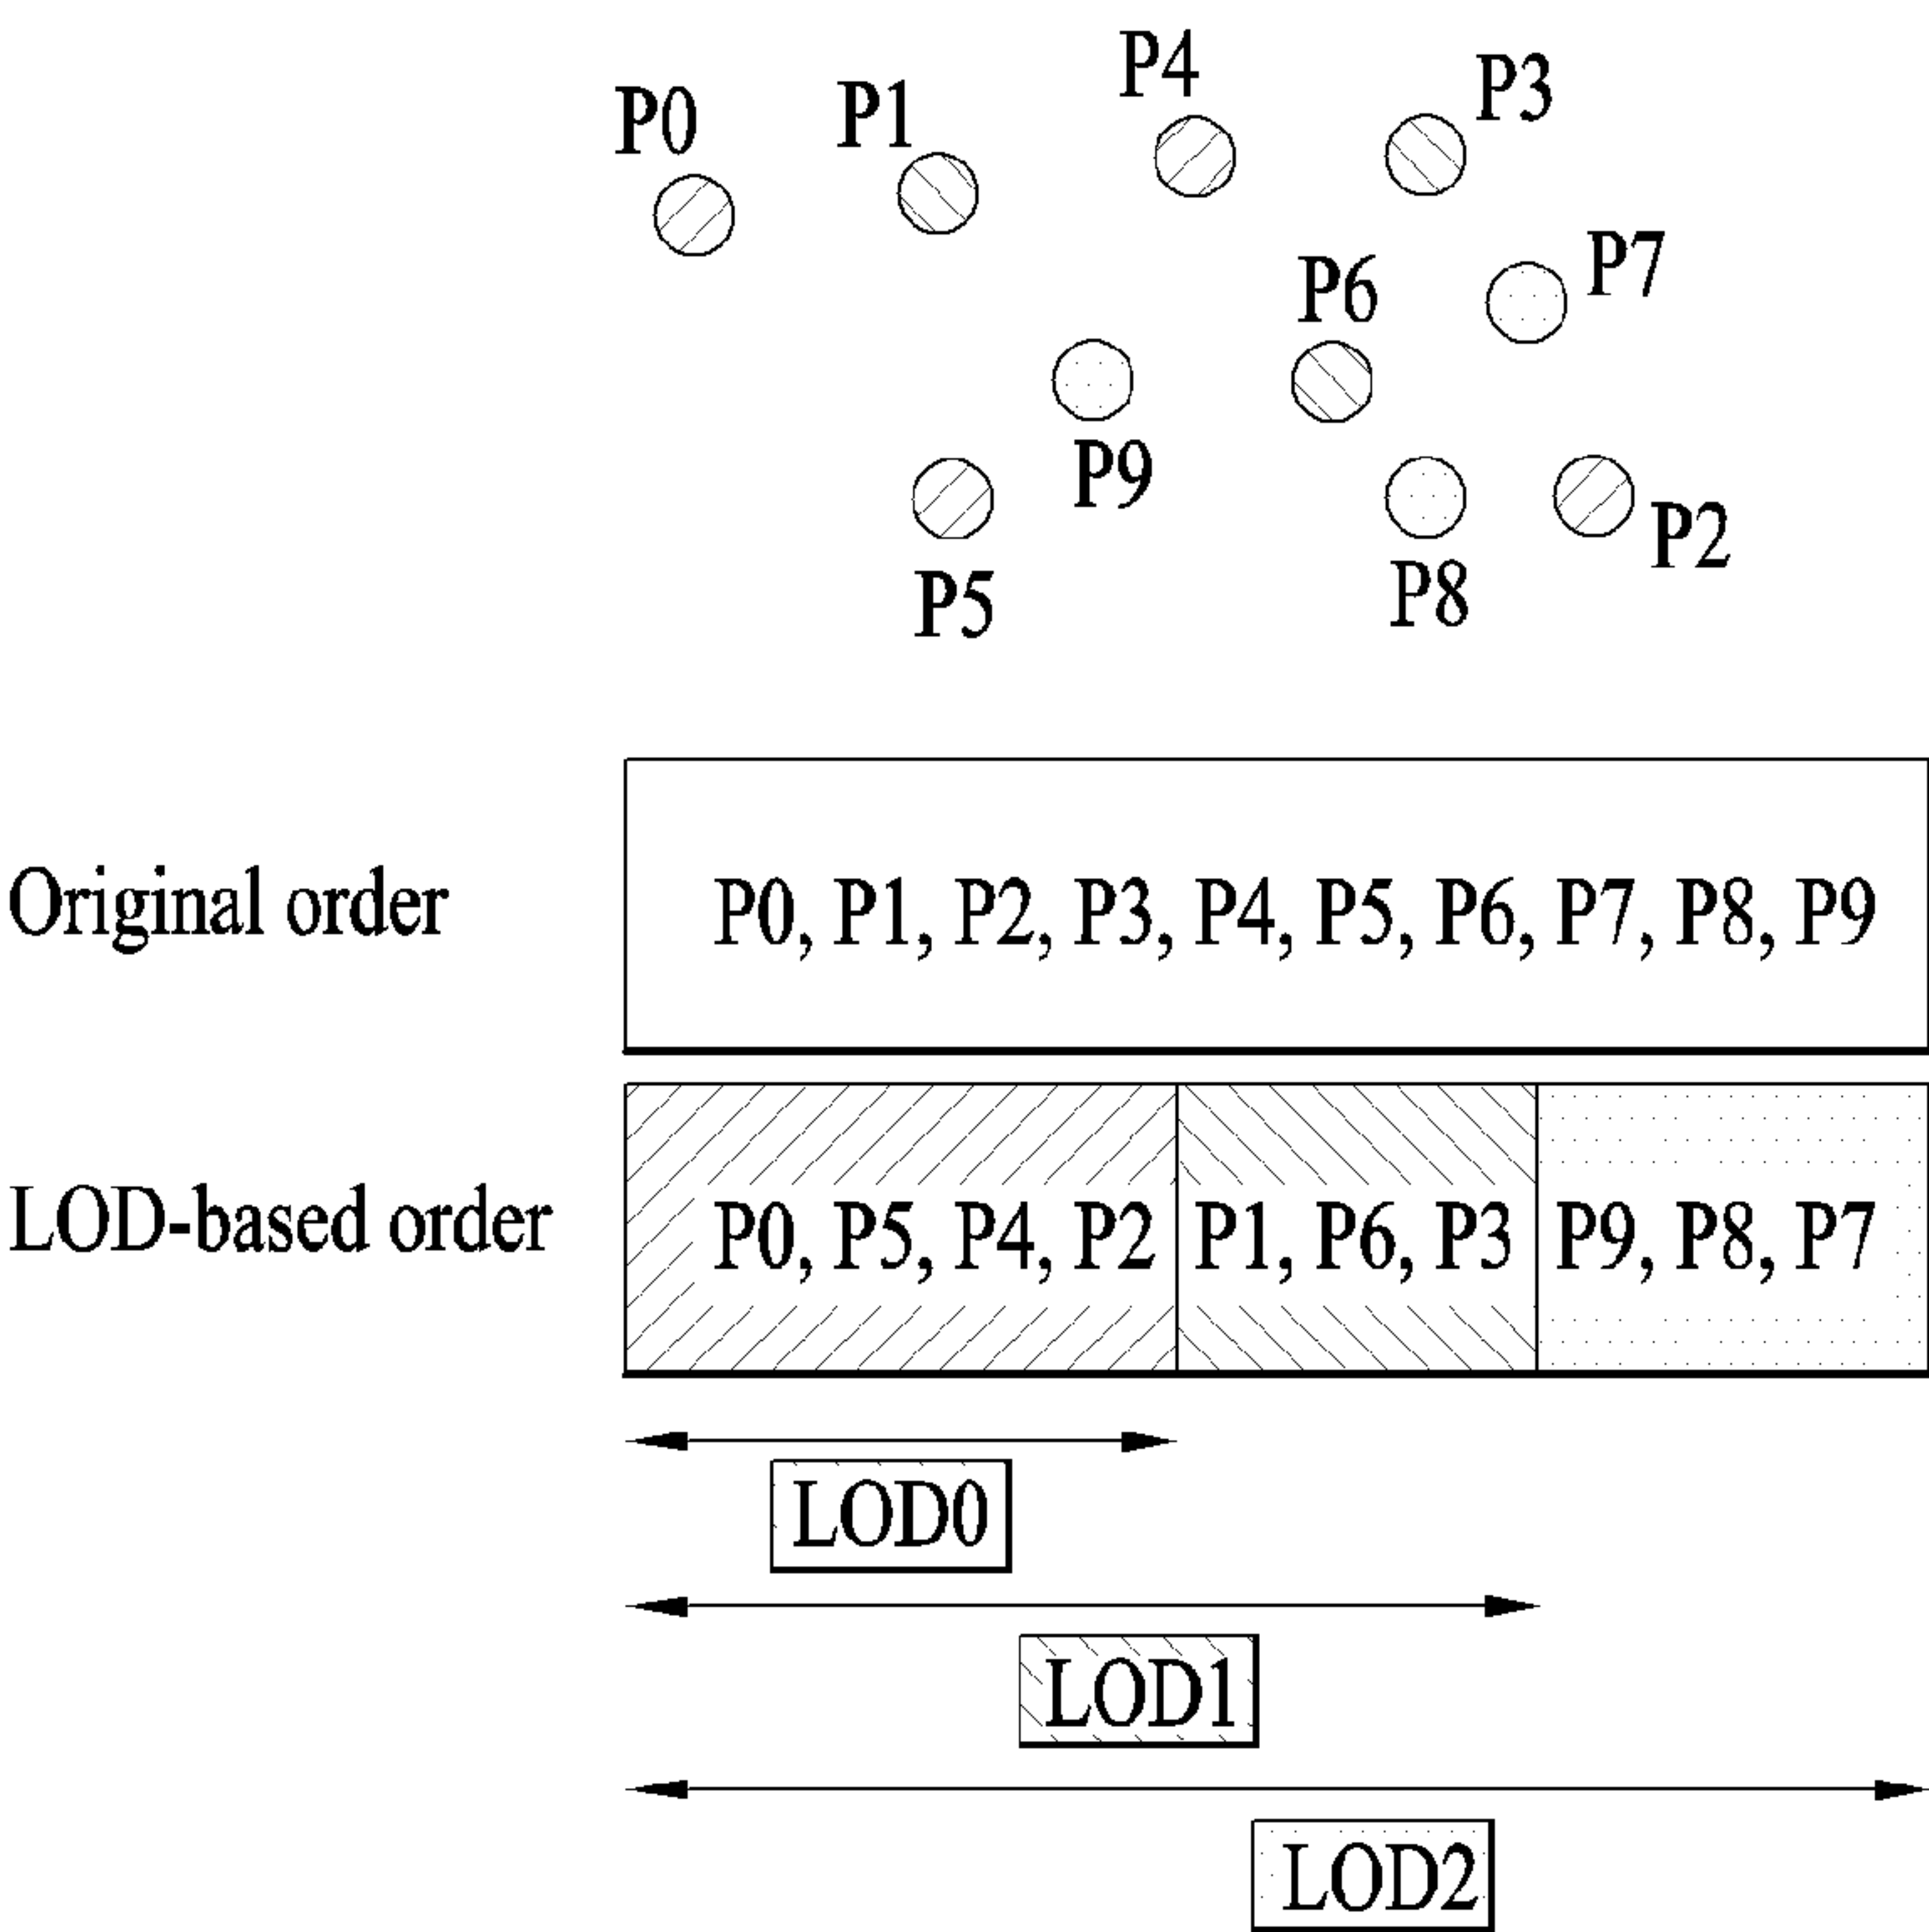 P4
P3
P0
P1
P7
P6
P9
P2
P5
P8
Original order
P0, P1, P2, P3, P4, P5, P6, P7, P8, P9
LOD-based order
P0, P5, P4, P2
P1, P6, P3
P9, P8, P7
LOD0
LOD1
LOD2